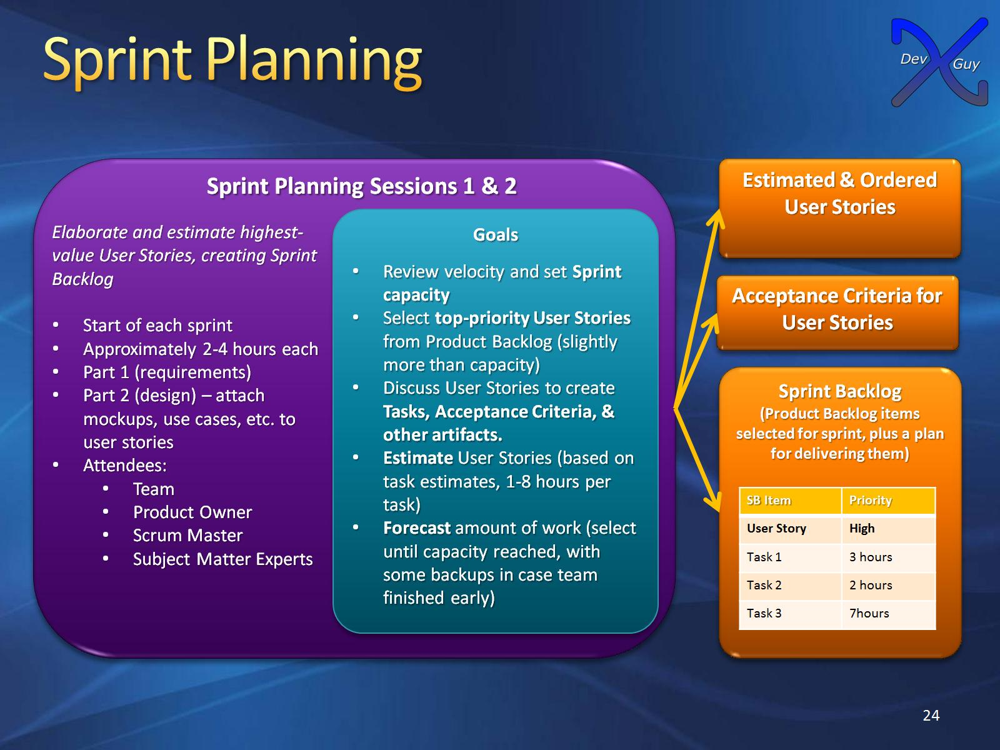 Sprint Planning
Dev Guy
Sprint Planning Sessions 1 & 2
Elaborate and estimate highest-
value User Stories, creating Sprint
Backlog
• Start of each sprint
• Approximately 2-4 hours each
• Part 1 (requirements)
• Part 2 (design) – attach
mockups, use cases, etc. to
user stories
• Attendees:
• Team
• Product Owner
• Scrum Master
• Subject Matter Experts
Goals
• Review velocity and set Sprint
capacity
• Select top-priority User Stories
from Product Backlog (slightly
more than capacity)
• Discuss User Stories to create
Tasks, Acceptance Criteria, &
other artifacts.
• Estimate User Stories (based on
task estimates, 1-8 hours per
task)
• Forecast amount of work (select
until capacity reached, with
some backups in case team
finished early)
Estimated & Ordered
User Stories
Acceptance Criteria for
User Stories
Sprint Backlog
(Product Backlog items
selected for sprint, plus a plan
for delivering them)
SB Item Priority
User Story High
Task 1 3 hours
Task 2 2 hours
Task 3 7hours
24